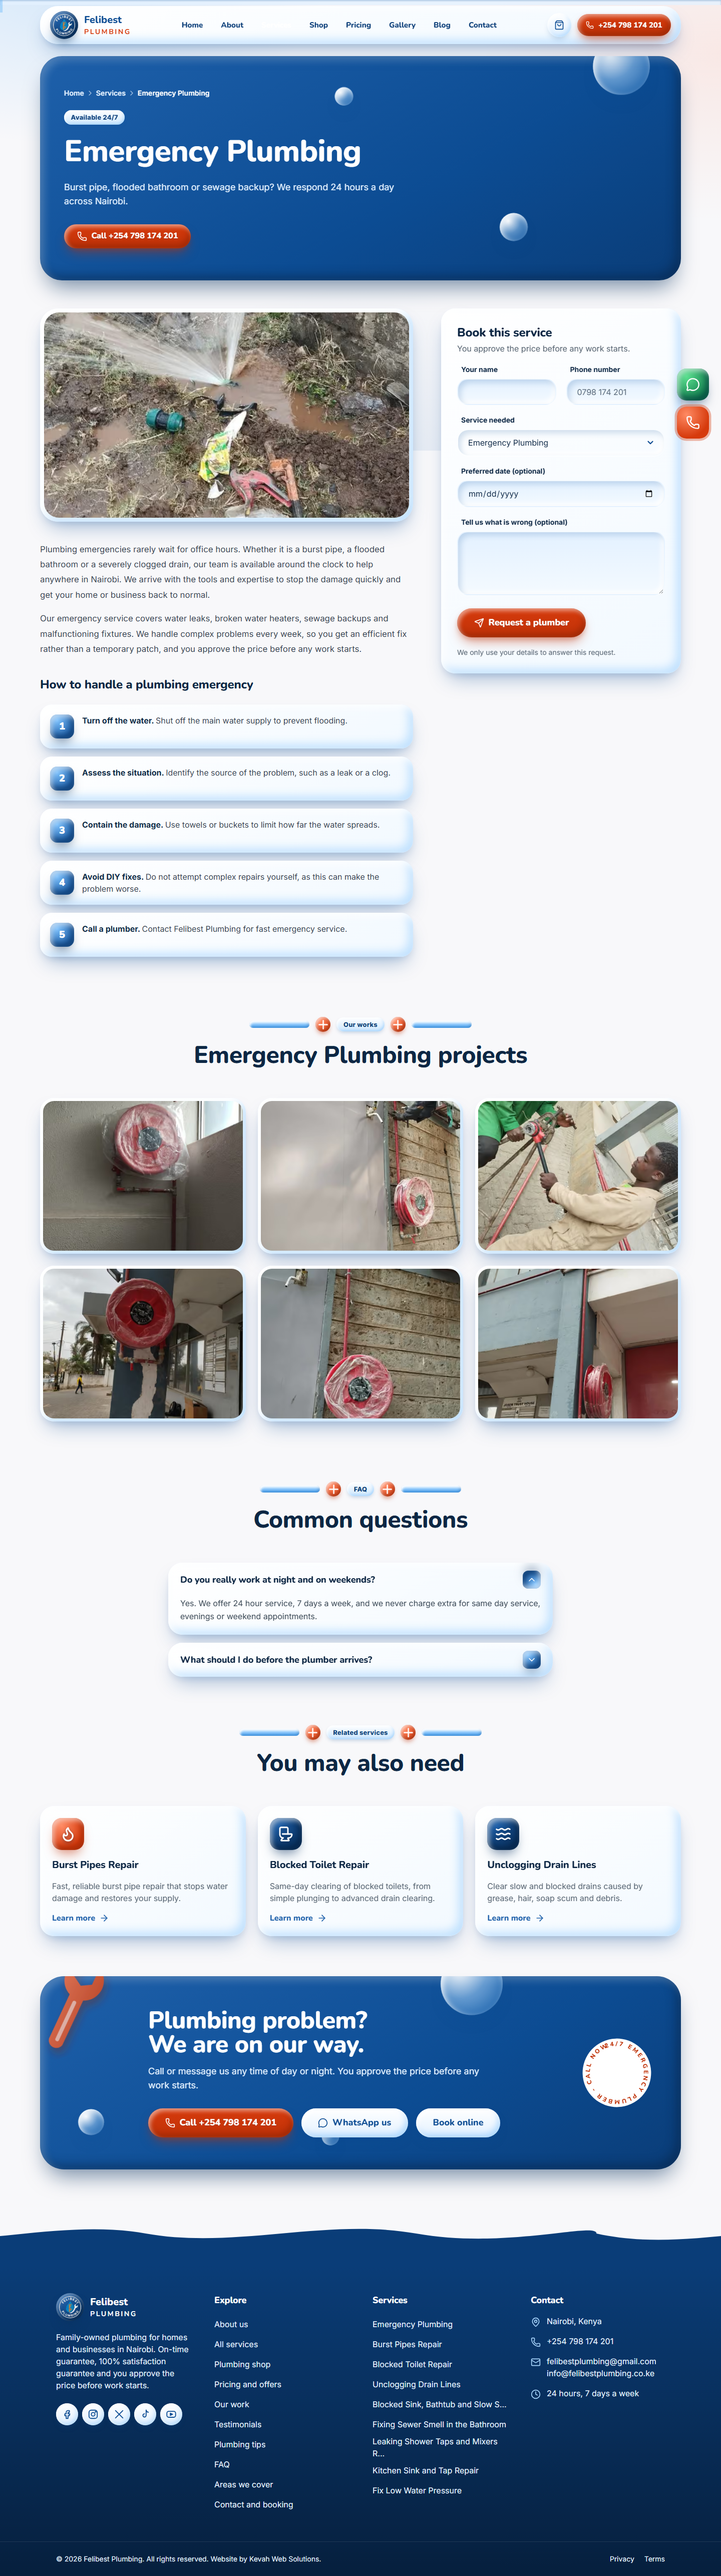 Felibest
PLUMBING
Home
About
Shop
Pricing
Gallery
Blog
Contact
+254 798 174 201
Home > Services > Emergency Plumbing
Available 24/7
Emergency Plumbing
Burst pipe, flooded bathroom or sewage backup? We respond 24 hours a day
across Nairobi.
Call +254 798 174 201
Plumbing emergencies rarely wait for office hours. Whether it is a burst pipe, a flooded
bathroom or a severely clogged drain, our team is available around the clock to help
anywhere in Nairobi. We arrive with the tools and expertise to stop the damage quickly and
get your home or business back to normal.
Our emergency service covers water leaks, broken water heaters, sewage backups and
malfunctioning fixtures. We handle complex problems every week, so you get an efficient fix
rather than a temporary patch, and you approve the price before any work starts.
How to handle a plumbing emergency
1
Turn off the water. Shut off the main water supply to prevent flooding.
2
Assess the situation. Identify the source of the problem, such as a leak or a clog.
3
Contain the damage. Use towels or buckets to limit how far the water spreads.
4
Avoid DIY fixes. Do not attempt complex repairs yourself, as this can make the
problem worse.
5
Call a plumber. Contact Felibest Plumbing for fast emergency service.
Book this service
You approve the price before any work starts.
Your name
Phone number
0798 174 201
Service needed
Emergency Plumbing
Preferred date (optional)
mm/dd/yyyy
Tell us what is wrong (optional)
Request a plumber
We only use your details to answer this request.
Our works
Emergency Plumbing projects
FAQ
Common questions
Do you really work at night and on weekends?
Yes. We offer 24 hour service, 7 days a week, and we never charge extra for same day service,
evenings or weekend appointments.
What should I do before the plumber arrives?
Related services
You may also need
Burst Pipes Repair
Fast, reliable burst pipe repair that stops water
damage and restores your supply.
Learn more
Blocked Toilet Repair
Same-day clearing of blocked toilets, from
simple plunging to advanced drain clearing.
Learn more
Unclogging Drain Lines
Clear slow and blocked drains caused by
grease, hair, soap scum and debris.
Learn more
Plumbing problem?
We are on our way.
Call or message us any time of day or night. You approve the price before any
work starts.
Call +254 798 174 201
WhatsApp us
Book online
24/7 EMERGENCY PLUMBER · CALL NOW
Felibest
PLUMBING
Family-owned plumbing for homes
and businesses in Nairobi. On-time
guarantee, 100% satisfaction
guarantee and you approve the
price before work starts.
Explore
About us
All services
Plumbing shop
Pricing and offers
Our work
Testimonials
Plumbing tips
FAQ
Areas we cover
Contact and booking
Services
Emergency Plumbing
Burst Pipes Repair
Blocked Toilet Repair
Unclogging Drain Lines
Blocked Sink, Bathtub and Slow S...
Fixing Sewer Smell in the Bathroom
Leaking Shower Taps and Mixers
R...
Kitchen Sink and Tap Repair
Fix Low Water Pressure
Contact
Nairobi, Kenya
+254 798 174 201
felibestplumbing@gmail.com
info@felibestplumbing.co.ke
24 hours, 7 days a week
© 2026 Felibest Plumbing. All rights reserved. Website by Kevah Web Solutions.
Privacy
Terms